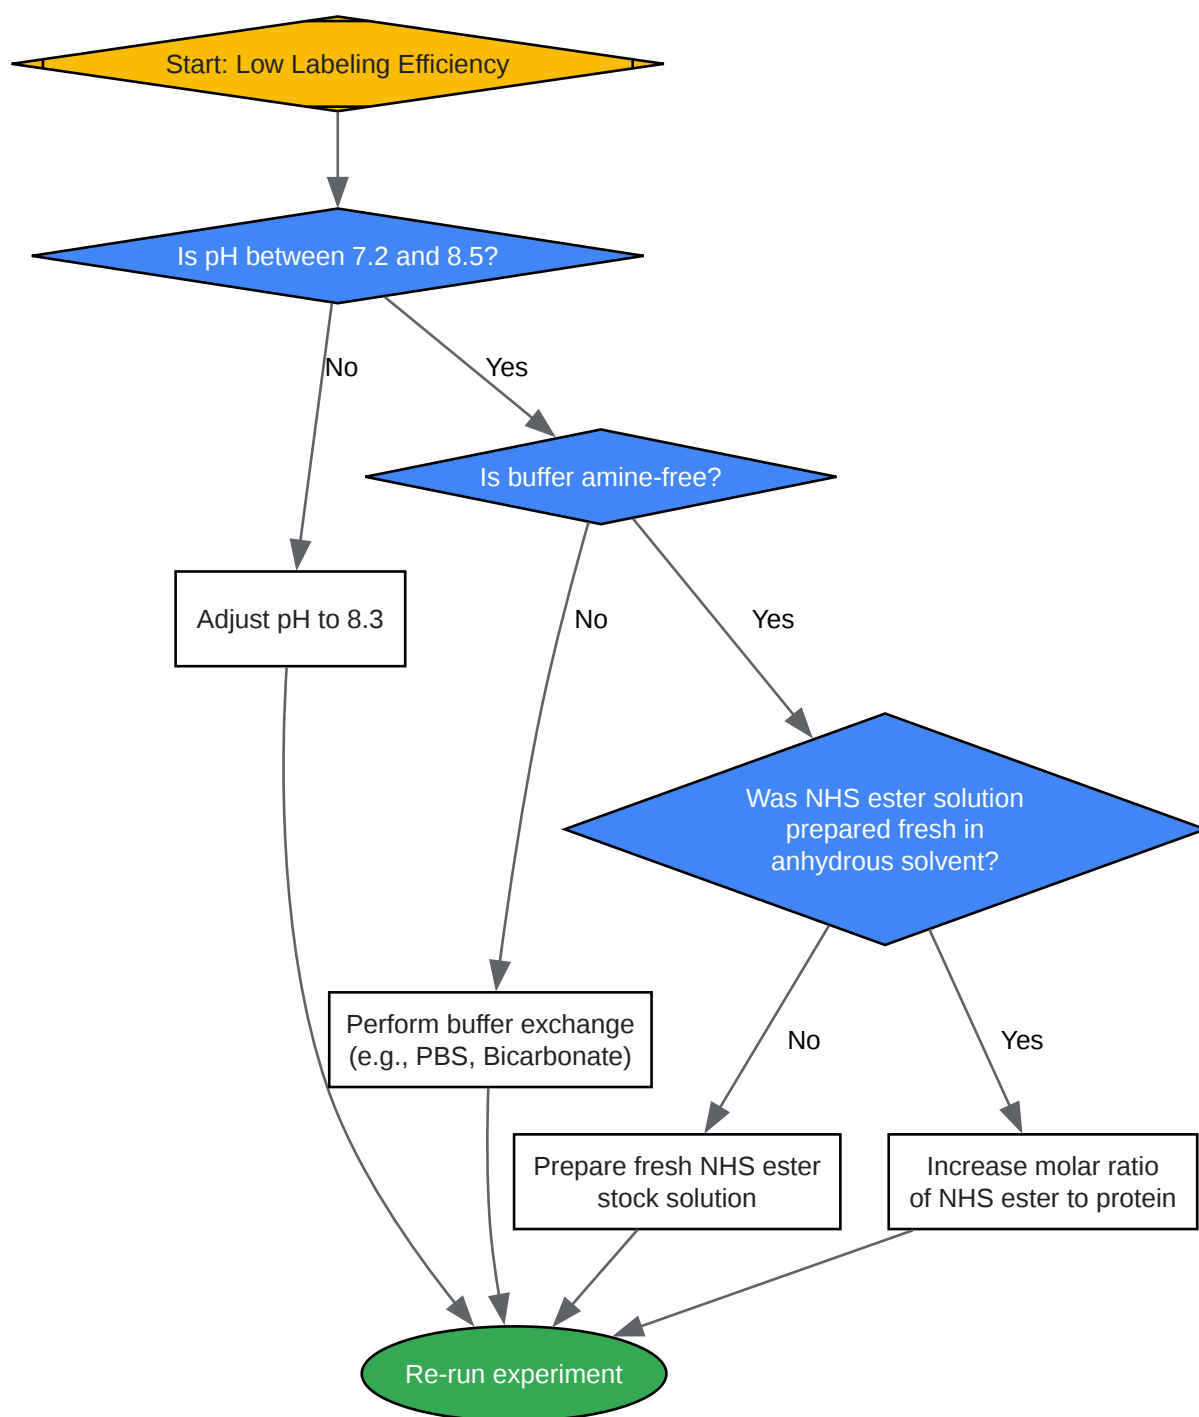 Start: Low Labeling Efficiency
Is pH between 7.2 and 8.5?
No
Yes
Is buffer amine-free?
Adjust pH to 8.3
No
Yes
Was NHS ester solution
prepared fresh in
anhydrous solvent?
Perform buffer exchange
(e.g., PBS, Bicarbonate)
No
Yes
Prepare fresh NHS ester
stock solution
Increase molar ratio
of NHS ester to protein
Re-run experiment